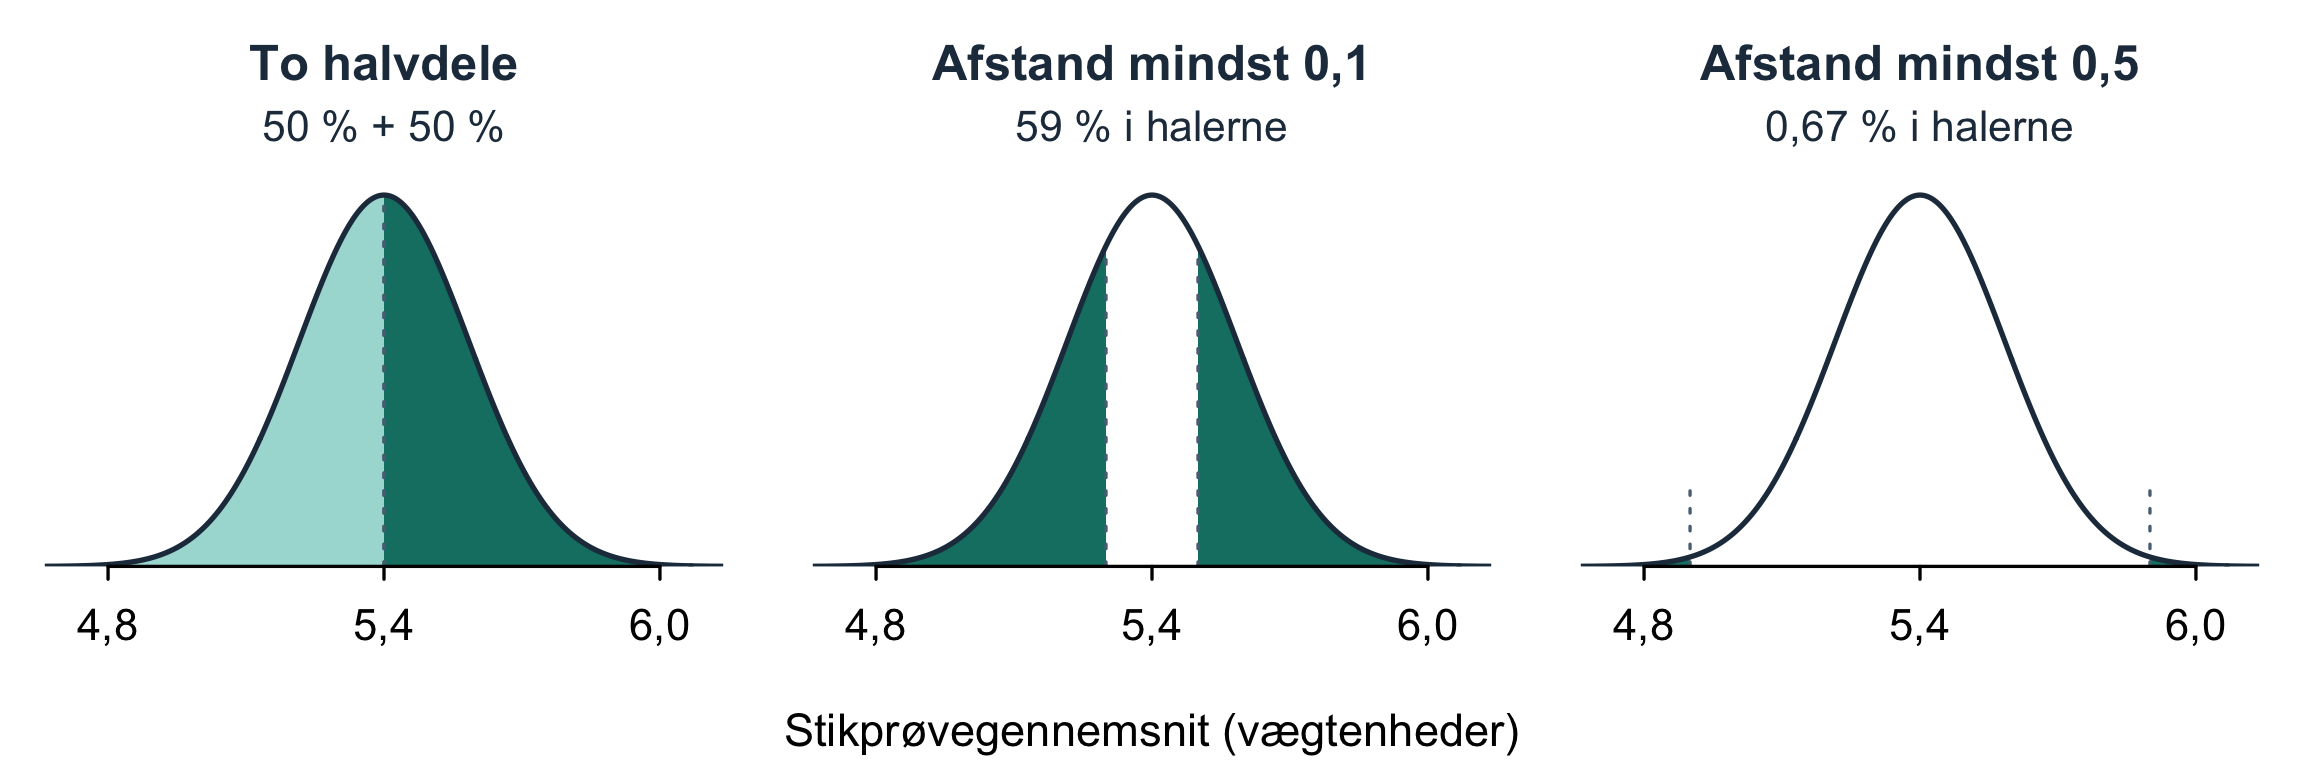 To halvdele
50 % + 50 %
4,8 5,4 6,0
Afstand mindst 0,1
59 % i halerne
4,8 5,4 6,0
Afstand mindst 0,5
0,67 % i halerne
4,8 5,4 6,0
Stikprøvegennemsnit (vægtenheder)